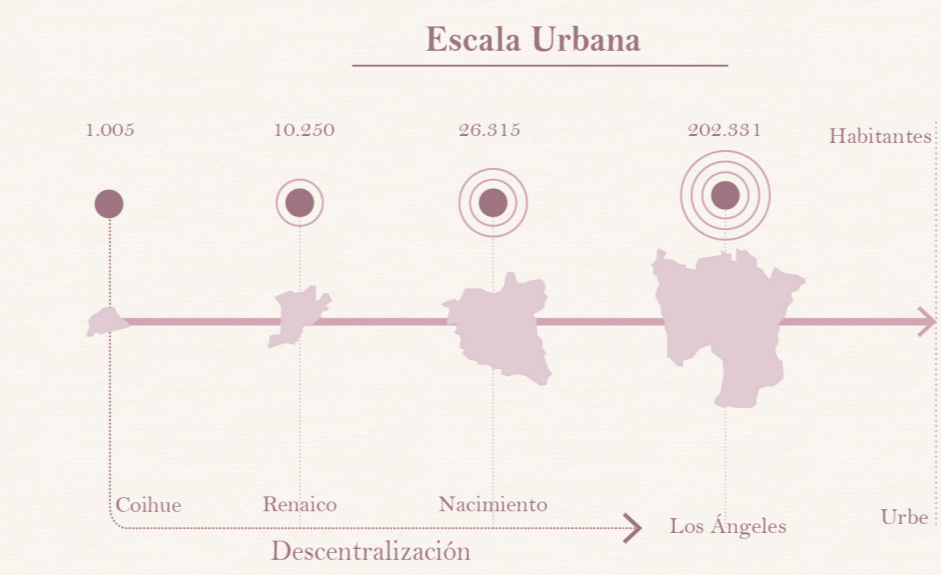 Escala Urbana
1.005
10.250
26.315
202.331
Habitantes
Coihue
Renaico
Nacimiento
Los Ángeles
Urbe
Descentralización